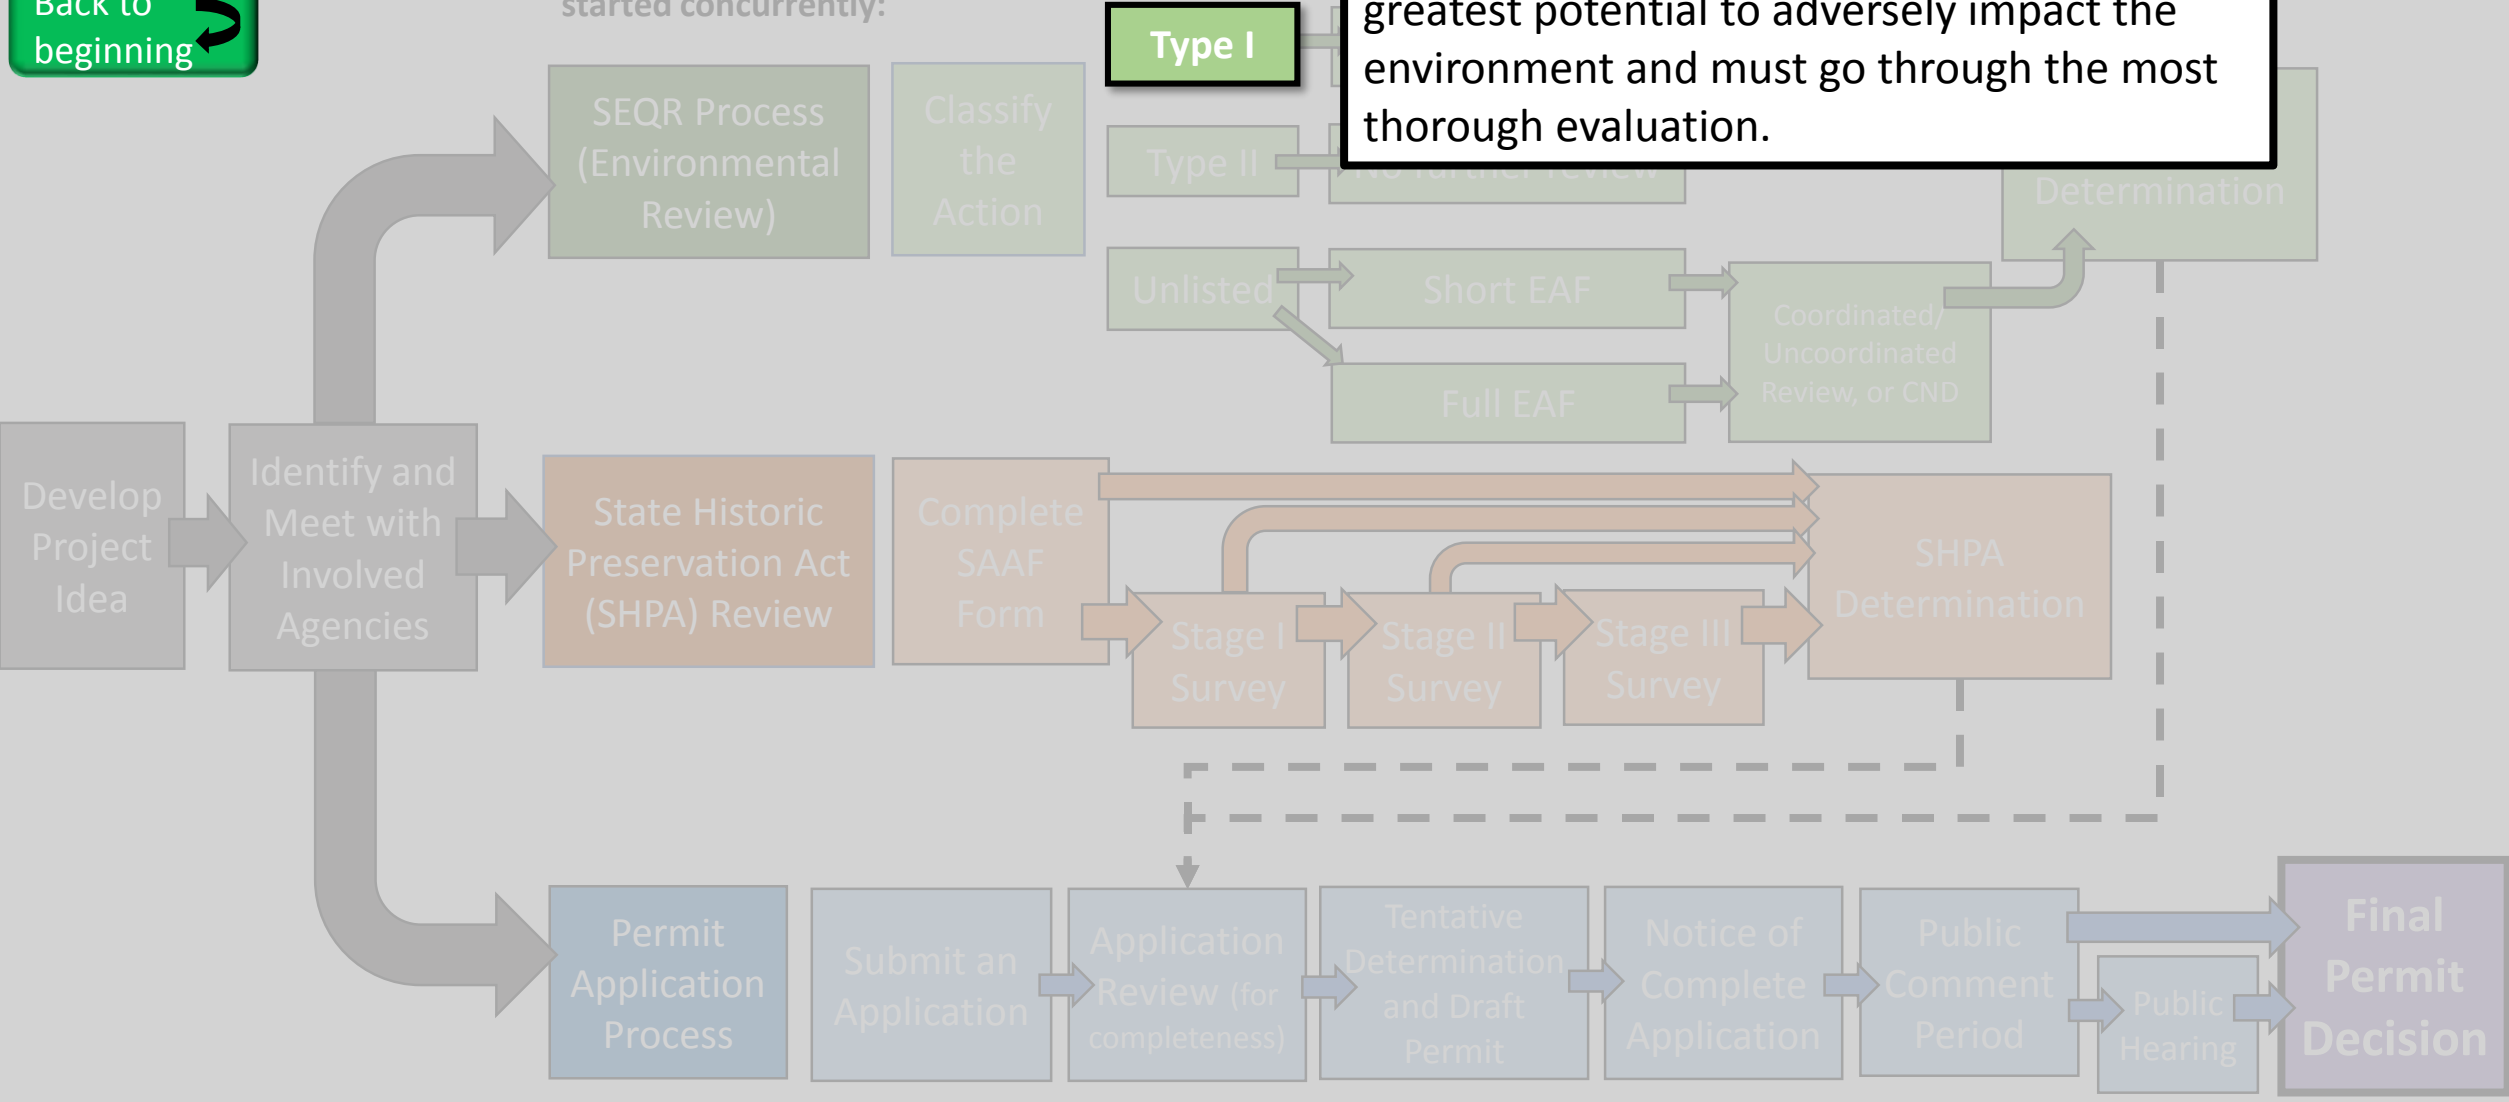 Back to
beginning
started concurrently:
Type I
greatest potential to adversely impact the
environment and must go through the most
thorough evaluation.
SEQR Process
(Environmental
Review)
Classify
the
Action
Type II
No further review
Determination
Unlisted
Short EAF
Full EAF
Coordinated/
Uncoordinated
Review, or CND
Develop
Project
Idea
Identify and
Meet with
Involved
Agencies
State Historic
Preservation Act
(SHPA) Review
Complete
SAAF
Form
Stage I
Survey
Stage II
Survey
Stage III
Survey
SHPA
Determination
Permit
Application
Process
Submit an
Application
Application
Review (for
completeness)
Tentative
Determination
and Draft
Permit
Notice of
Complete
Application
Public
Comment
Period
Public
Hearing
Final
Permit
Decision